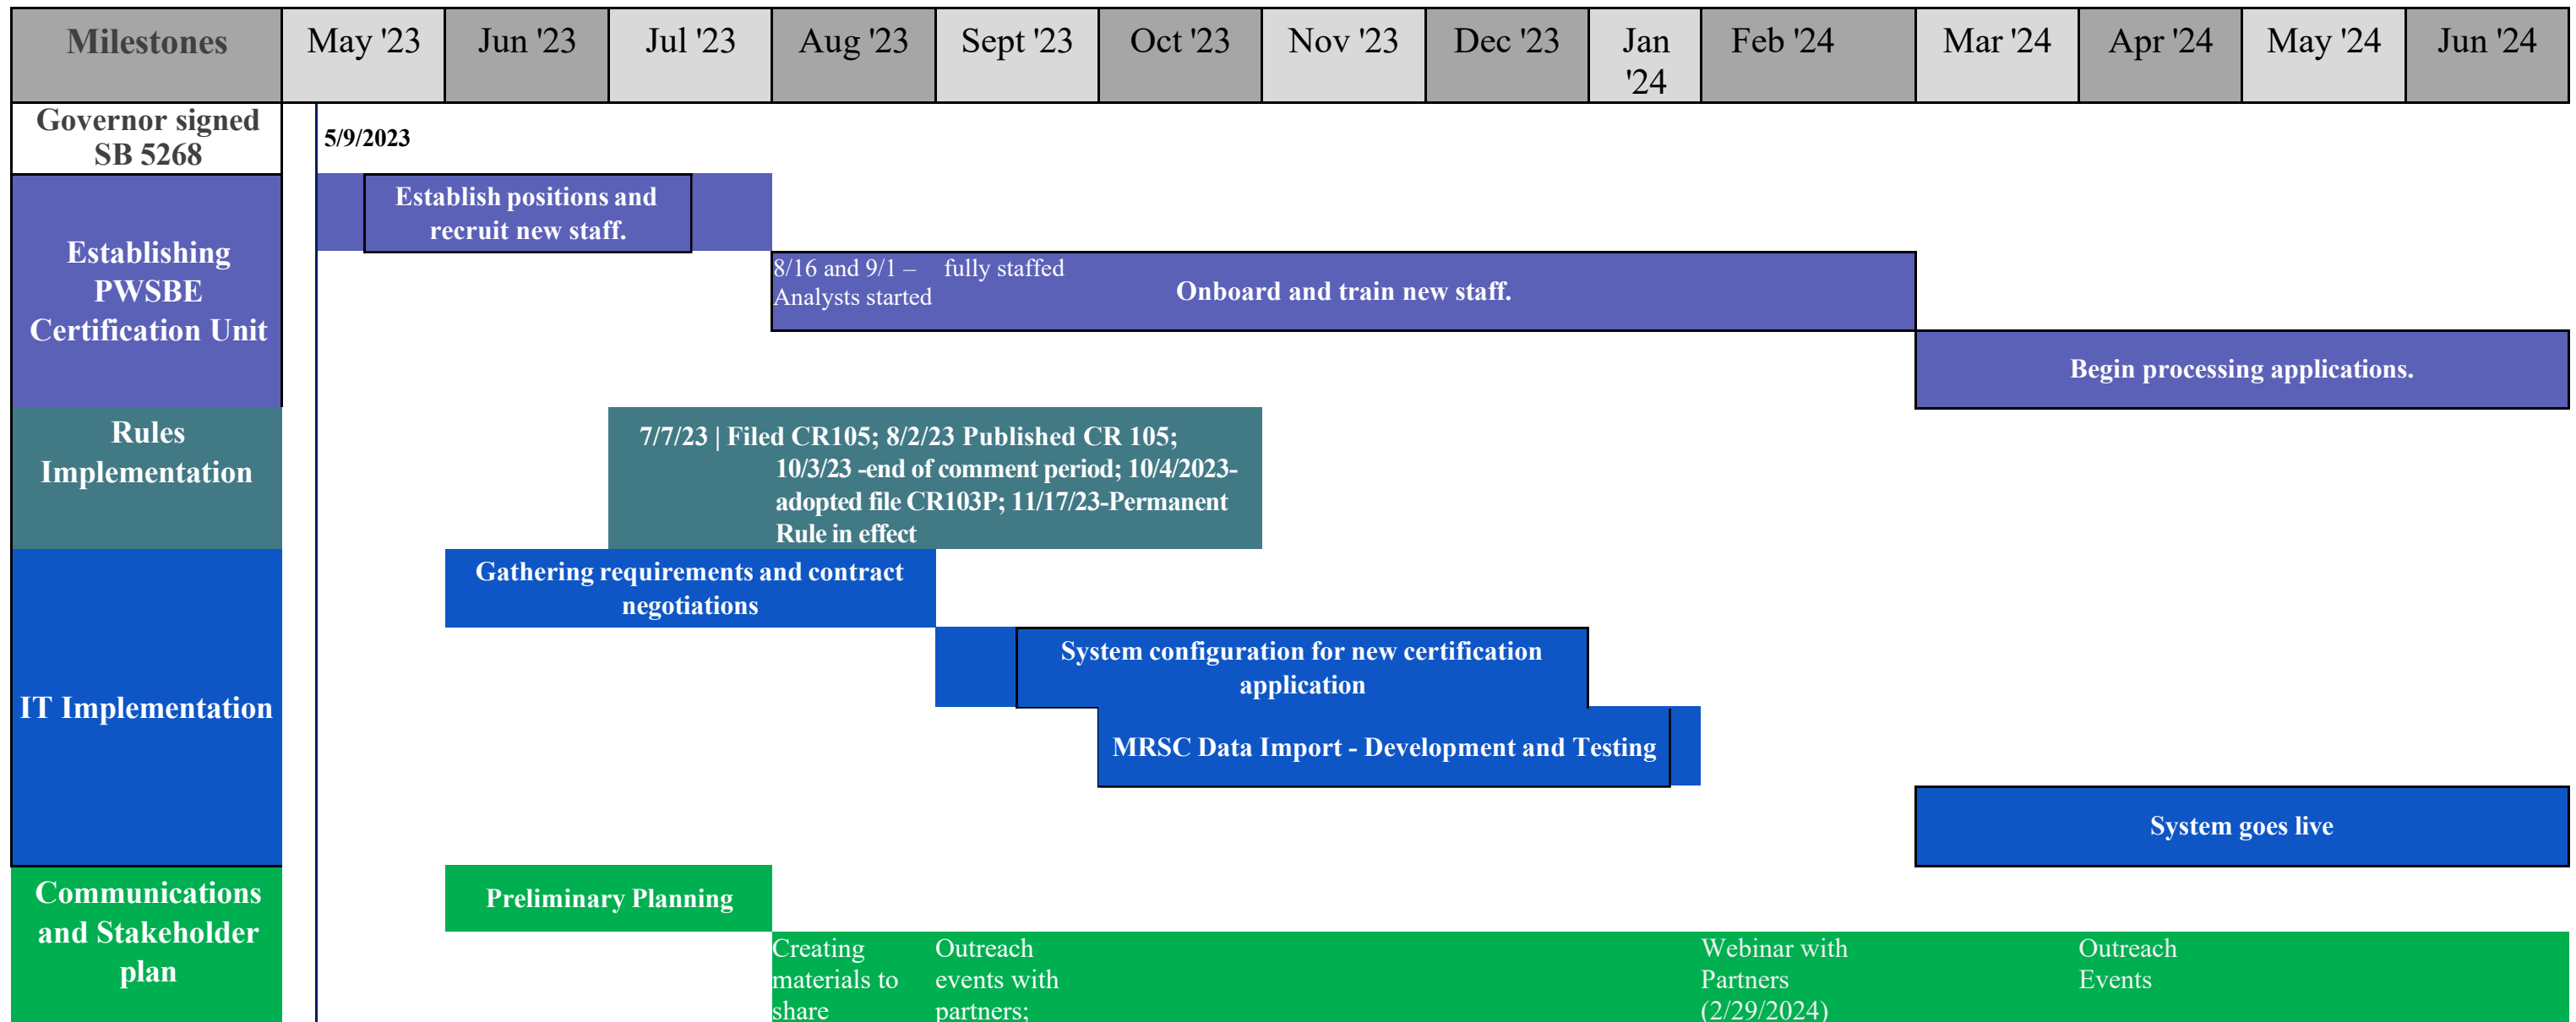 Milestones
May '23
Jun '23
Jul '23
Aug '23
Sept '23
Oct '23
Nov '23
Dec '23
Jan
'24
Feb '24
Mar '24
Apr '24
May '24
Jun '24
Governor signed
SB 5268
5/9/2023
Establishing
PWSBE
Certification Unit
Establish positions and
recruit new staff.
8/16 and 9/1 –
Analysts started
fully staffed
Onboard and train new staff.
Begin processing applications.
Rules
Implementation
7/7/23 | Filed CR105; 8/2/23 Published CR 105;
10/3/23 -end of comment period; 10/4/2023-
adopted file CR103P; 11/17/23-Permanent
Rule in effect
IT Implementation
Gathering requirements and contract
negotiations
System configuration for new certification
application
MRSC Data Import - Development and Testing
System goes live
Communications
and Stakeholder
plan
Preliminary Planning
Creating
materials to
share
Outreach
events with
partners;
Webinar with
Partners
(2/29/2024)
Outreach
Events